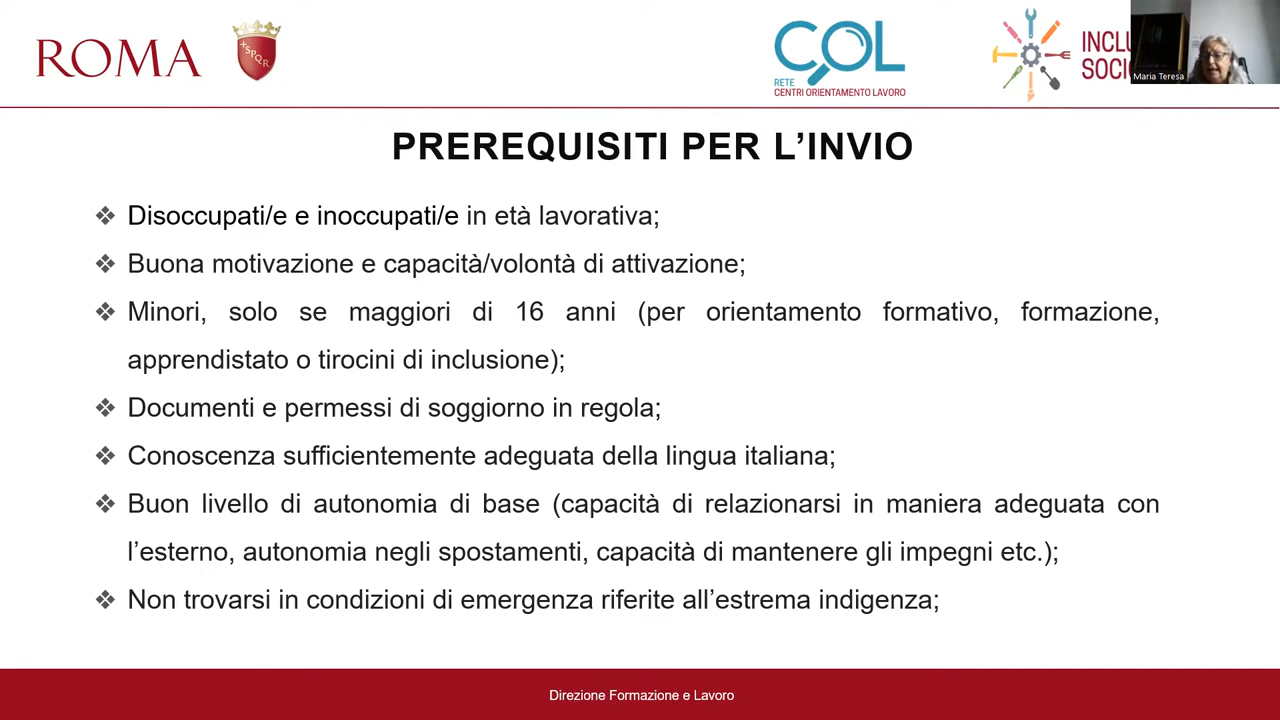 ROMA
SPQR
COL
RETE
CENTRI ORIENTAMENTO LAVORO
Maria Teresa
PREREQUISITI PER L’INVIO
❖ Disoccupati/e e inoccupati/e in età lavorativa;
❖ Buona motivazione e capacità/volontà di attivazione;
❖ Minori, solo se maggiori di 16 anni (per orientamento formativo, formazione,
apprendistato o tirocini di inclusione);
❖ Documenti e permessi di soggiorno in regola;
❖ Conoscenza sufficientemente adeguata della lingua italiana;
❖ Buon livello di autonomia di base (capacità di relazionarsi in maniera adeguata con
l’esterno, autonomia negli spostamenti, capacità di mantenere gli impegni etc.);
❖ Non trovarsi in condizioni di emergenza riferite all’estrema indigenza;
Direzione Formazione e Lavoro